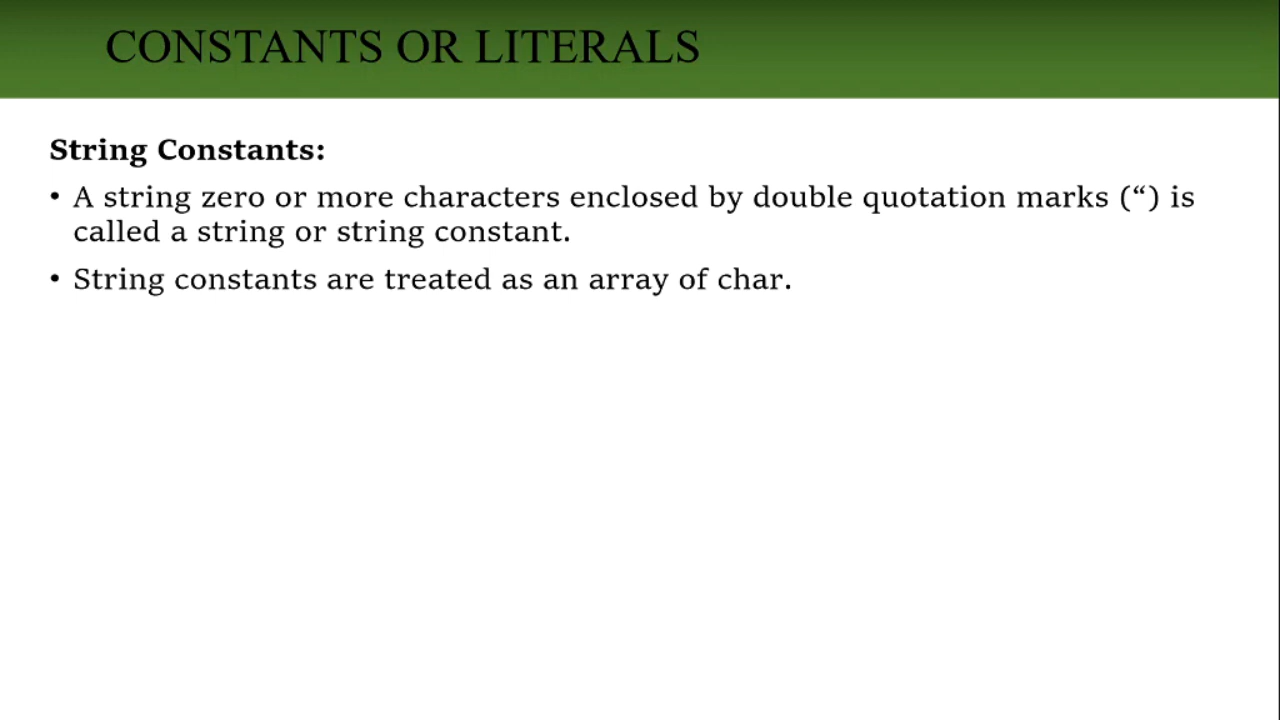 CONSTANTS OR LITERALS
String Constants:
• A string zero or more characters enclosed by double quotation marks (“) is
called a string or string constant.
• String constants are treated as an array of char.